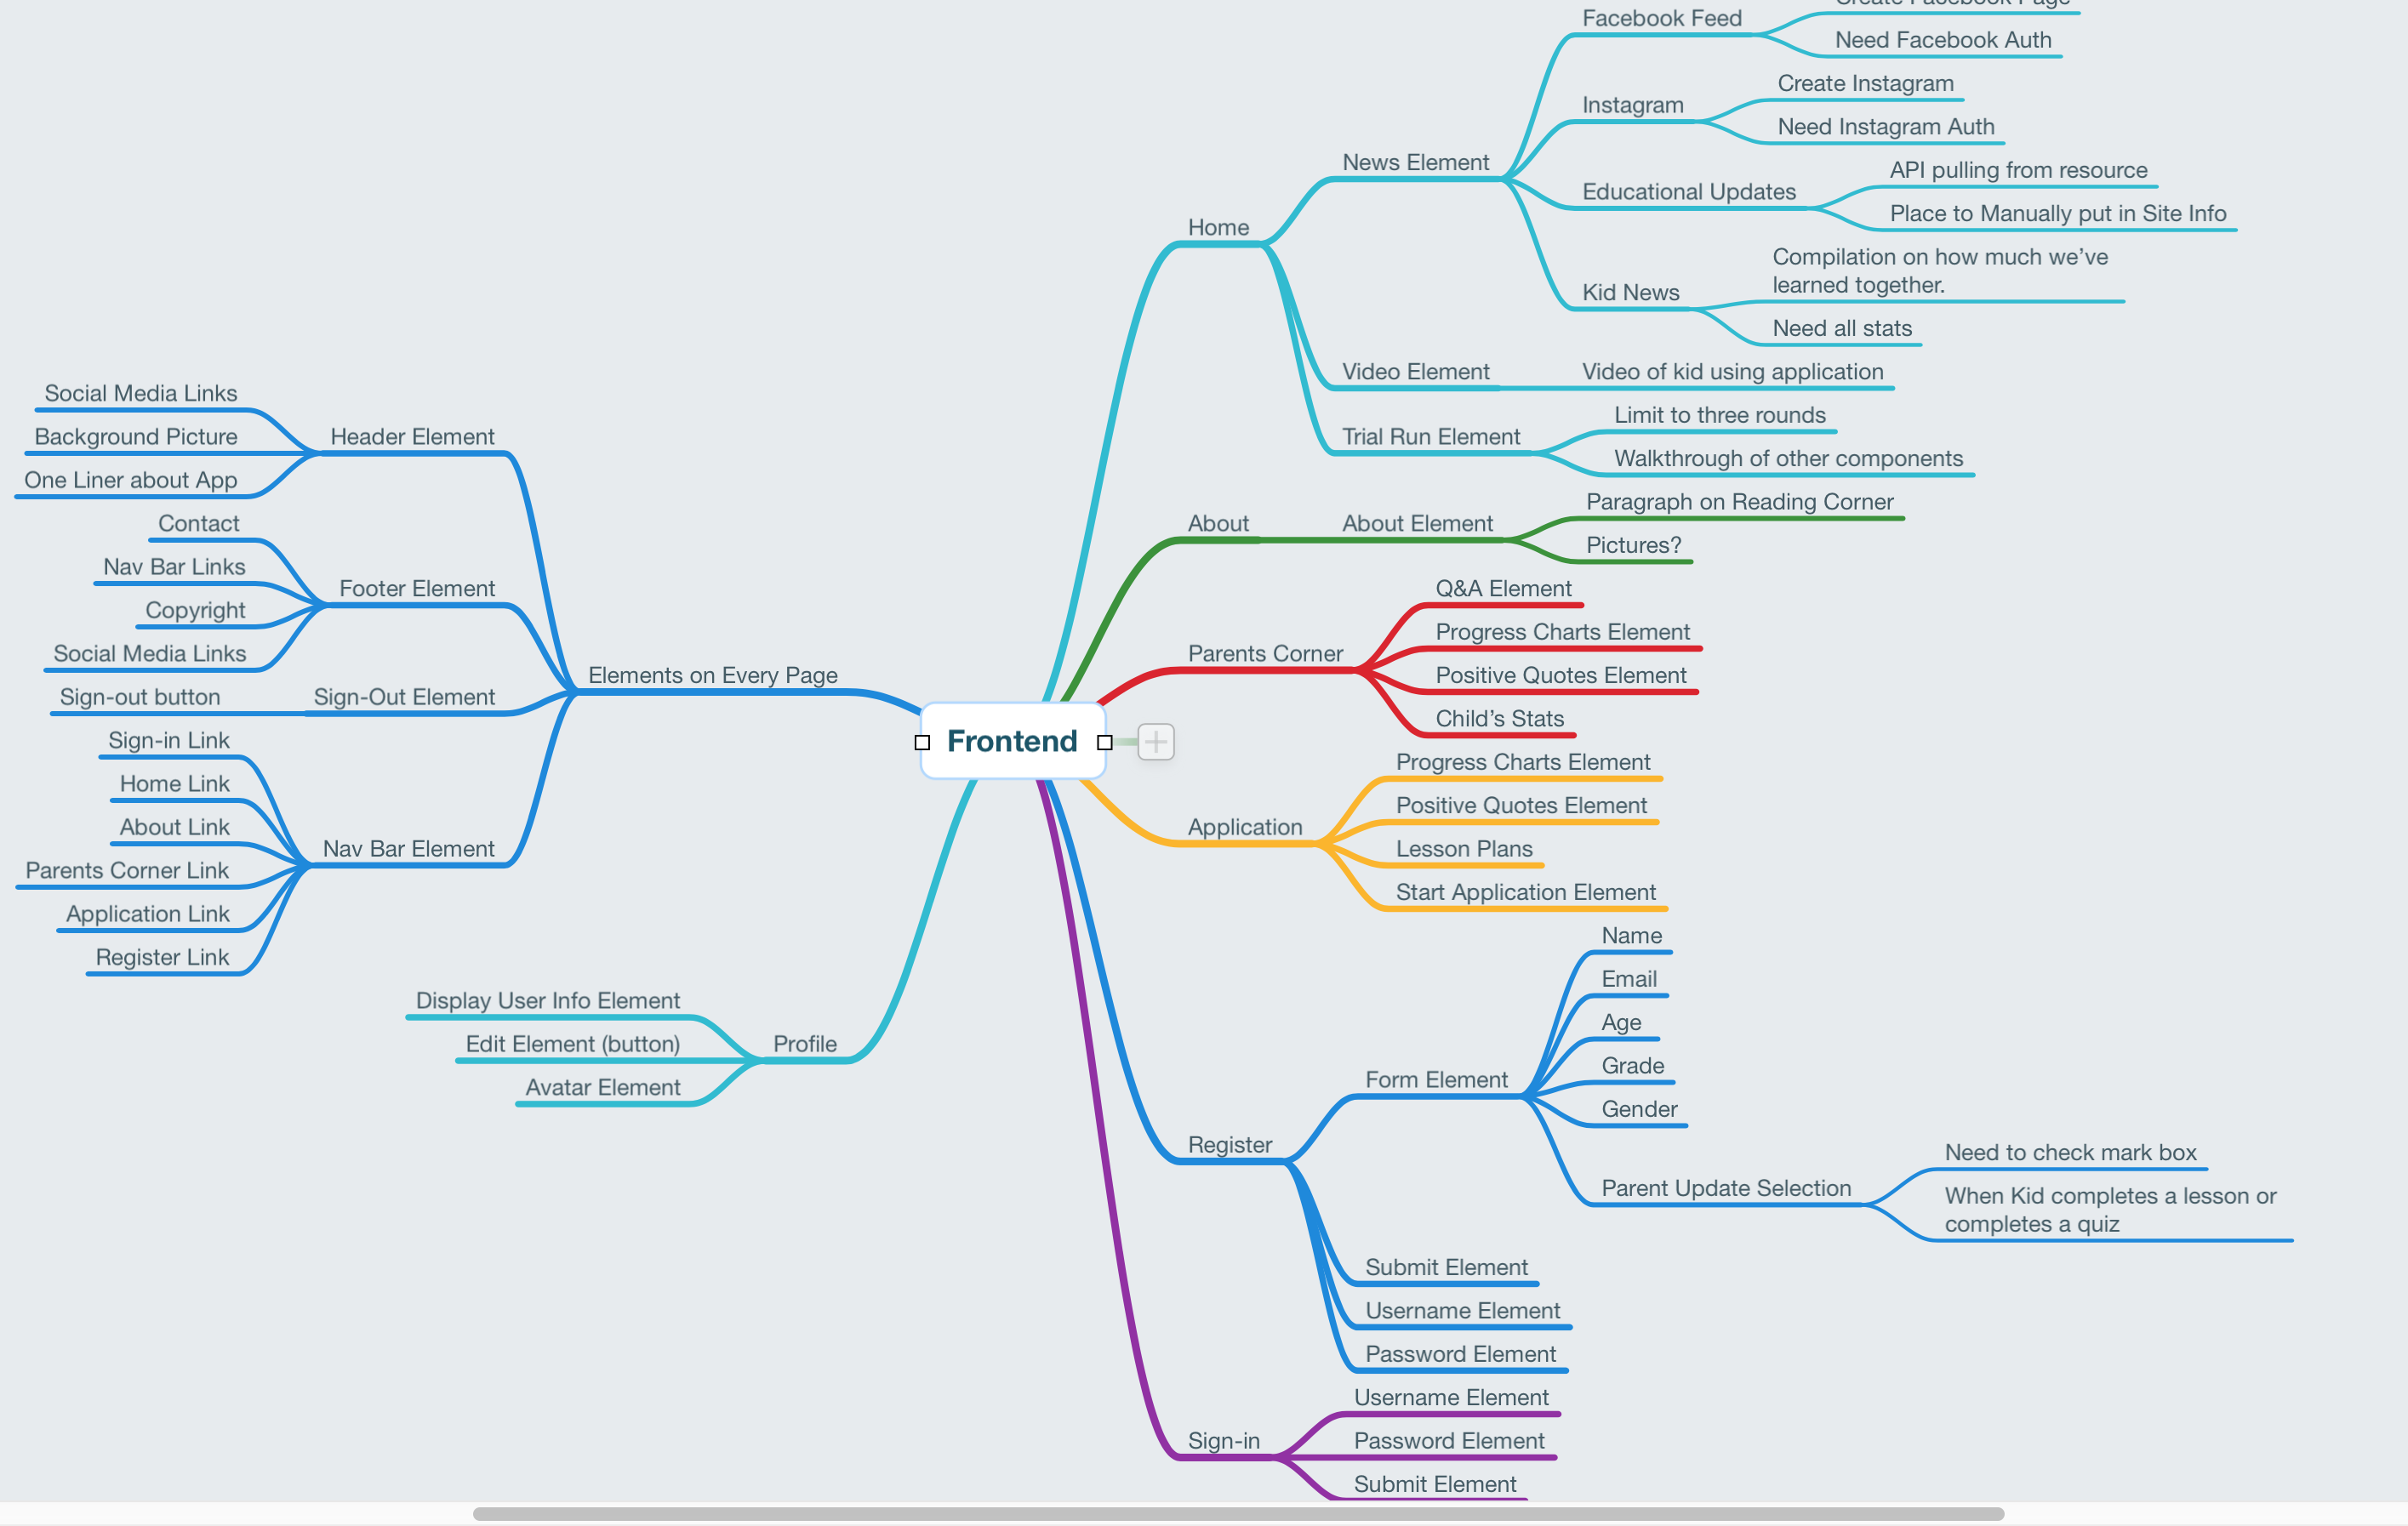 Create Facebook Page
Facebook Feed
Need Facebook Auth
Create Instagram
Instagram
Need Instagram Auth
News Element
API pulling from resource
Educational Updates
Place to Manually put in Site Info
Home
Compilation on how much we’ve
learned together.
Kid News
Need all stats
Video Element
Video of kid using application
Limit to three rounds
Trial Run Element
Walkthrough of other components
Paragraph on Reading Corner
About
About Element
Pictures?
Q&A Element
Progress Charts Element
Parents Corner
Positive Quotes Element
Child’s Stats
Progress Charts Element
Positive Quotes Element
Application
Lesson Plans
Start Application Element
Name
Email
Age
Grade
Form Element
Gender
Register
Need to check mark box
Parent Update Selection
When Kid completes a lesson or
completes a quiz
Submit Element
Username Element
Password Element
Username Element
Sign-in
Password Element
Submit Element
Frontend
Social Media Links
Background Picture
Header Element
One Liner about App
Contact
Nav Bar Links
Footer Element
Copyright
Social Media Links
Elements on Every Page
Sign-out button
Sign-Out Element
Sign-in Link
Home Link
About Link
Nav Bar Element
Parents Corner Link
Application Link
Register Link
Display User Info Element
Edit Element (button)
Profile
Avatar Element